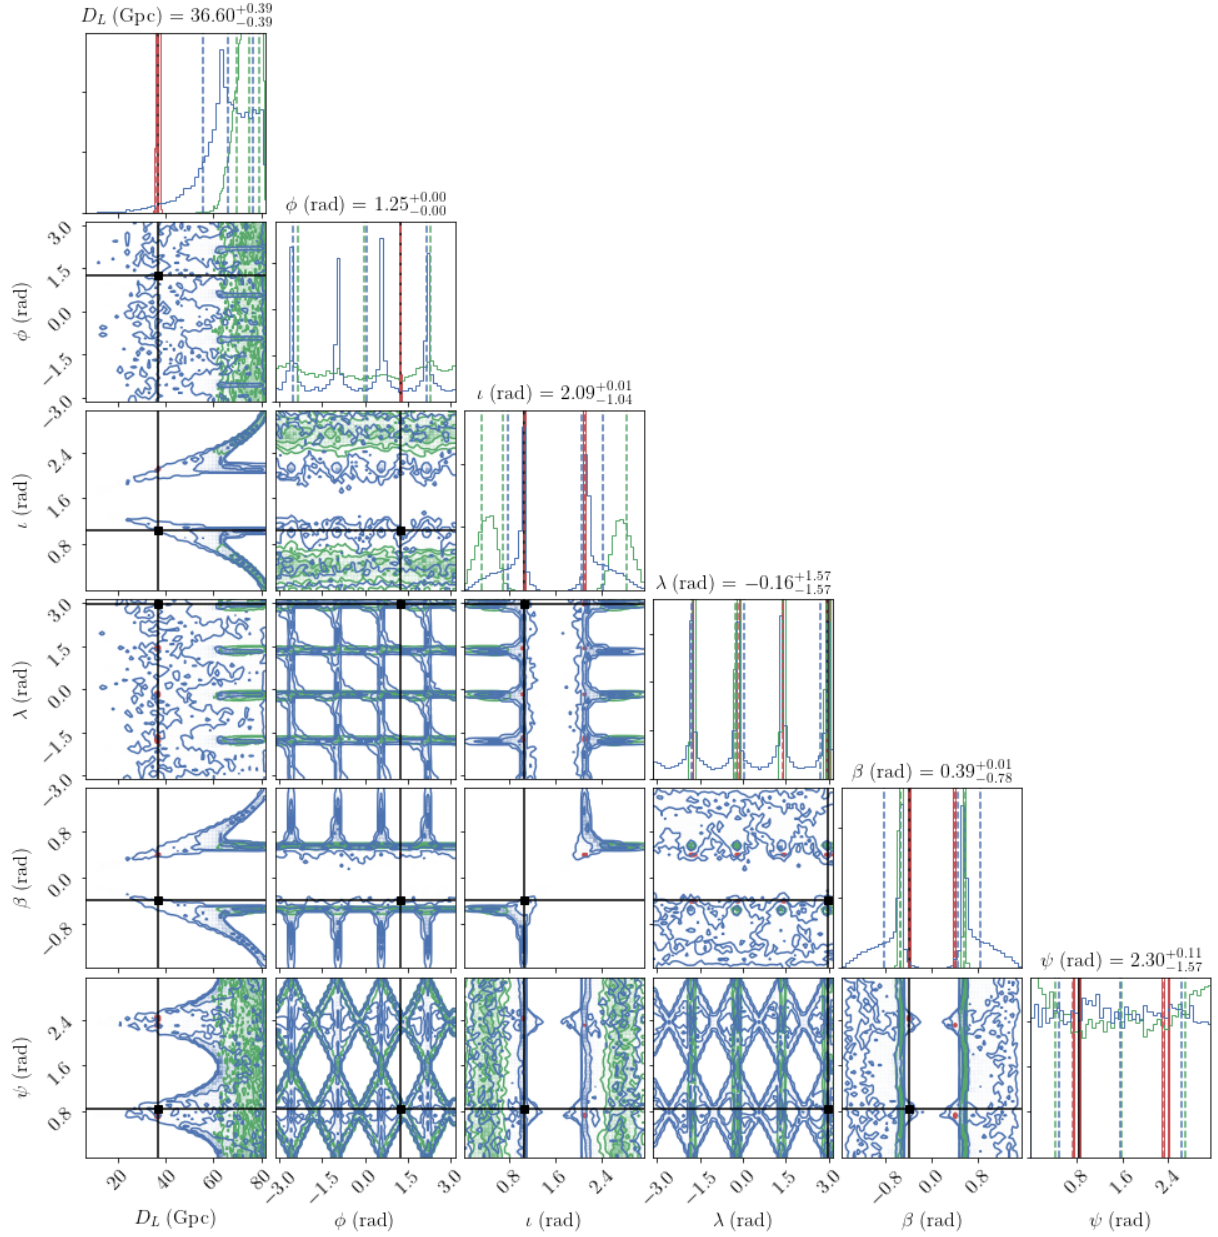 D_L (Gpc) = 36.60^{+0.39}_{-0.39}
ϕ (rad) = 1.25^{+0.00}_{-0.00}
3.0
1.5
0.0
−1.5
−3.0
ϕ (rad)
ι (rad) = 2.09^{+0.01}_{-1.04}
2.4
1.6
0.8
ι (rad)
λ (rad) = −0.16^{+1.57}_{-1.57}
3.0
1.5
0.0
−1.5
−3.0
λ (rad)
β (rad) = 0.39^{+0.01}_{-0.78}
0.8
0.0
−0.8
β (rad)
ψ (rad) = 2.30^{+0.11}_{-1.57}
2.4
1.6
0.8
ψ (rad)
20 40 60 80 −3.0 −1.5 0.0 1.5 3.0 0.8 1.6 2.4 −3.0 −1.5 0.0 1.5 3.0 −0.8 0.0 0.8 0.8 1.6 2.4
D_L (Gpc) ϕ (rad) ι (rad) λ (rad) β (rad) ψ (rad)